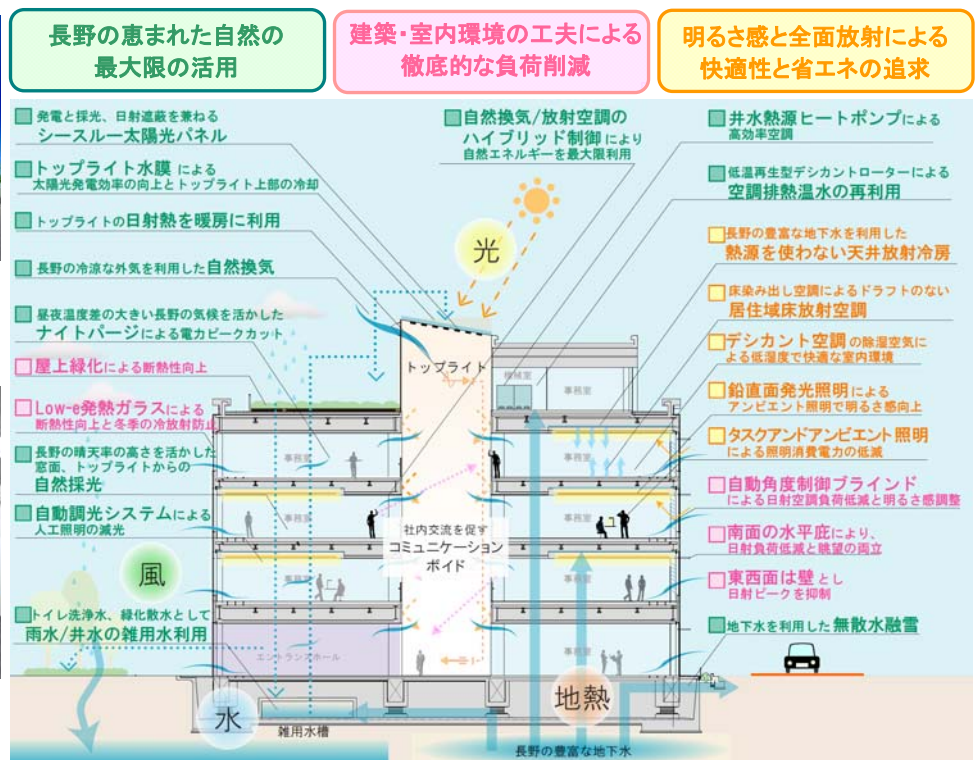 長野の恵まれた自然の
最大限の活用
建築・室内環境の工夫による
徹底的な負荷削減
明るさ感と全面放射による
快適性と省エネの追求
発電と採光、日射遮蔽を兼ねる
シースルー太陽光パネル
トップライト水膜 による
太陽光発電効率の向上とトップライト上部の冷却
トップライトの日射熱を暖房に利用
長野の冷涼な外気を利用した自然換気
昼夜温度差の大きい長野の気候を活かした
ナイトパージによる電力ピークカット
屋上緑化による断熱性向上
Low-e発熱ガラスによる
断熱性向上と冬季の冷放射防止
長野の晴天率の高さを活かした
窓面、トップライトからの
自然採光
自動調光システムによる
人工照明の減光
トイレ洗浄水、緑化散水として
雨水/井水の雑用水利用
自然換気/放射空調の
ハイブリッド制御により
自然エネルギーを最大限利用
井水熱源ヒートポンプによる
高効率空調
低温再生型デシカントローターによる
空調排熱温水の再利用
長野の豊富な地下水を利用した
熱源を使わない天井放射冷房
床染み出し空調によるドラフトのない
居住域床放射空調
デシカント空調 の除湿空気に
よる低湿度で快適な室内環境
鉛直面発光照明による
アンビエント照明で明るさ感向上
タスクアンドアンビエント照明
による照明消費電力の低減
自動角度制御ブラインド
による日射空調負荷低減と明るさ感調整
南面の水平庇により、
日射負荷低減と眺望の両立
東西面は壁 とし
日射ピークを抑制
地下水を利用した 無散水融雪
光
風
水
地熱
トップライト
機械室
事務室
事務室
事務室
事務室
事務室
事務室
事務室
事務室
社内交流を促す
コミュニケーション
ボイド
エントランスホール
雑用水槽
長野の豊富な地下水